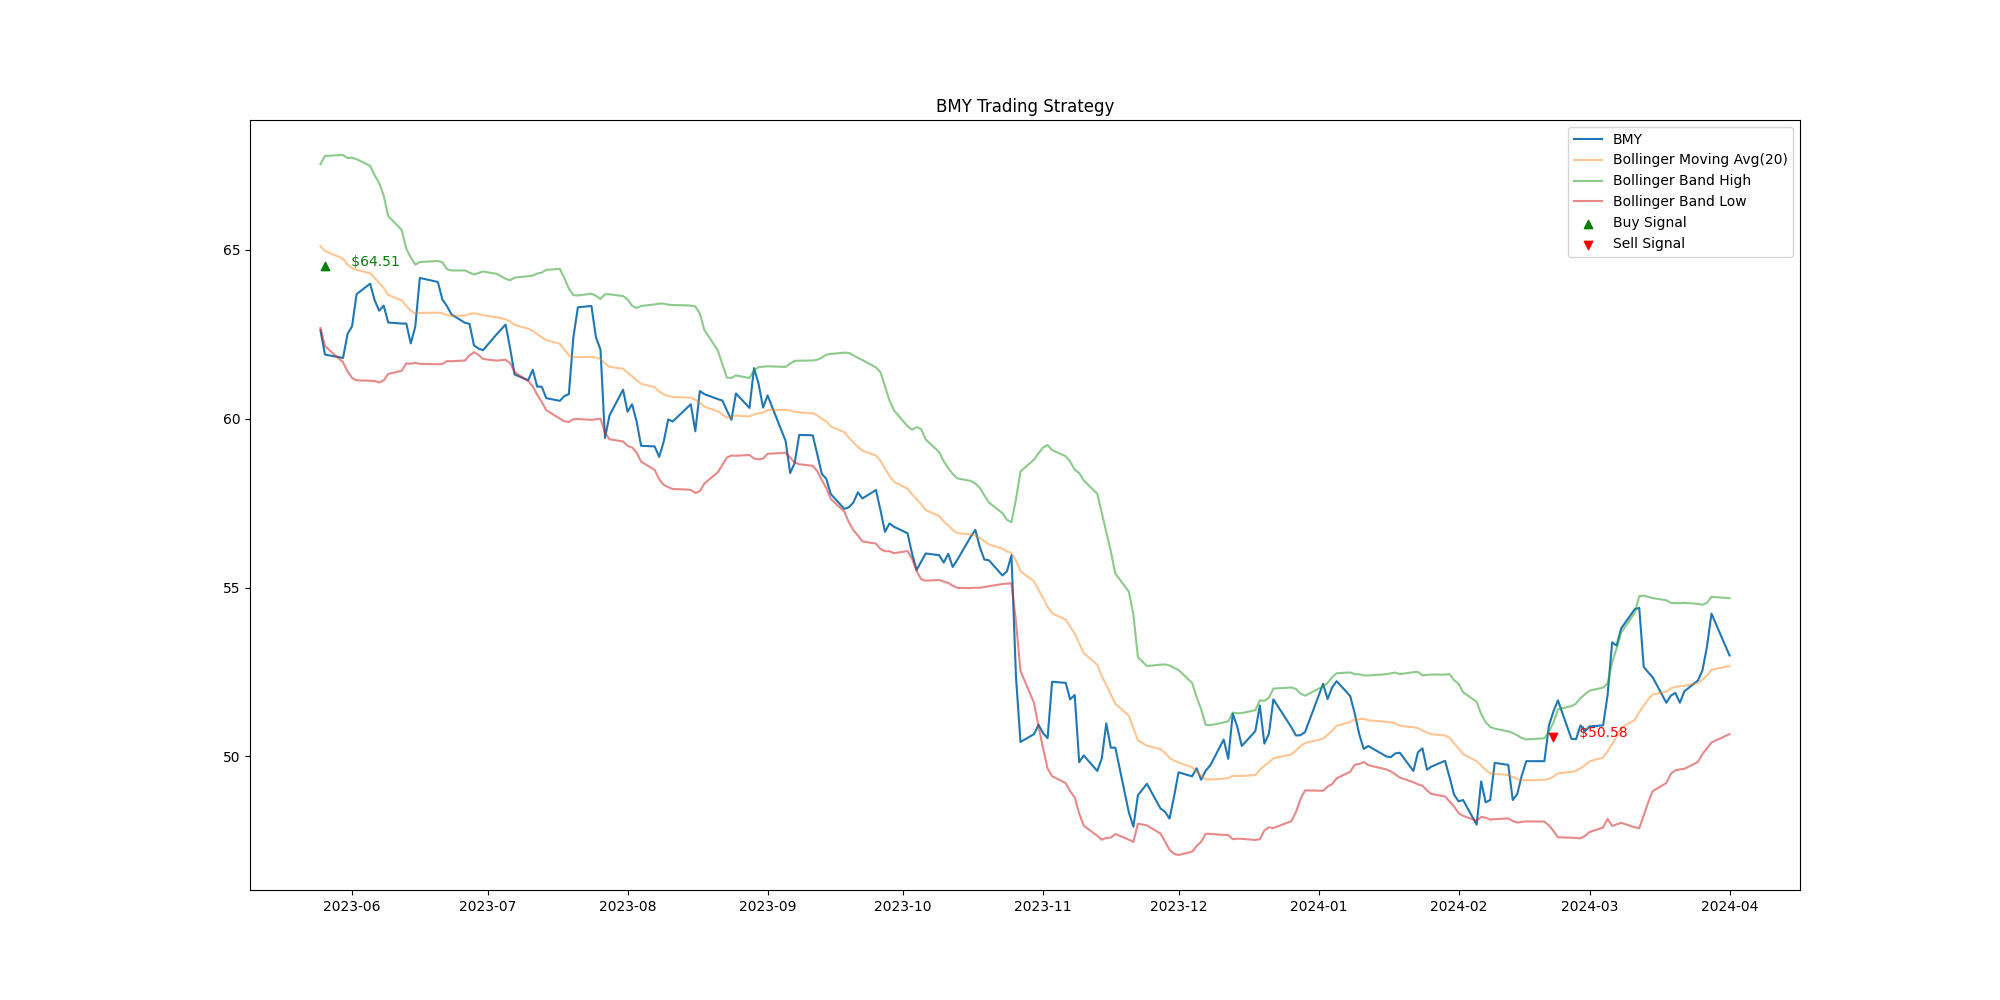 BMY Trading Strategy
BMY
Bollinger Moving Avg(20)
Bollinger Band High
Bollinger Band Low
Buy Signal
Sell Signal
65
$64.51
60
55
50
$50.58
2023-06
2023-07
2023-08
2023-09
2023-10
2023-11
2023-12
2024-01
2024-02
2024-03
2024-04